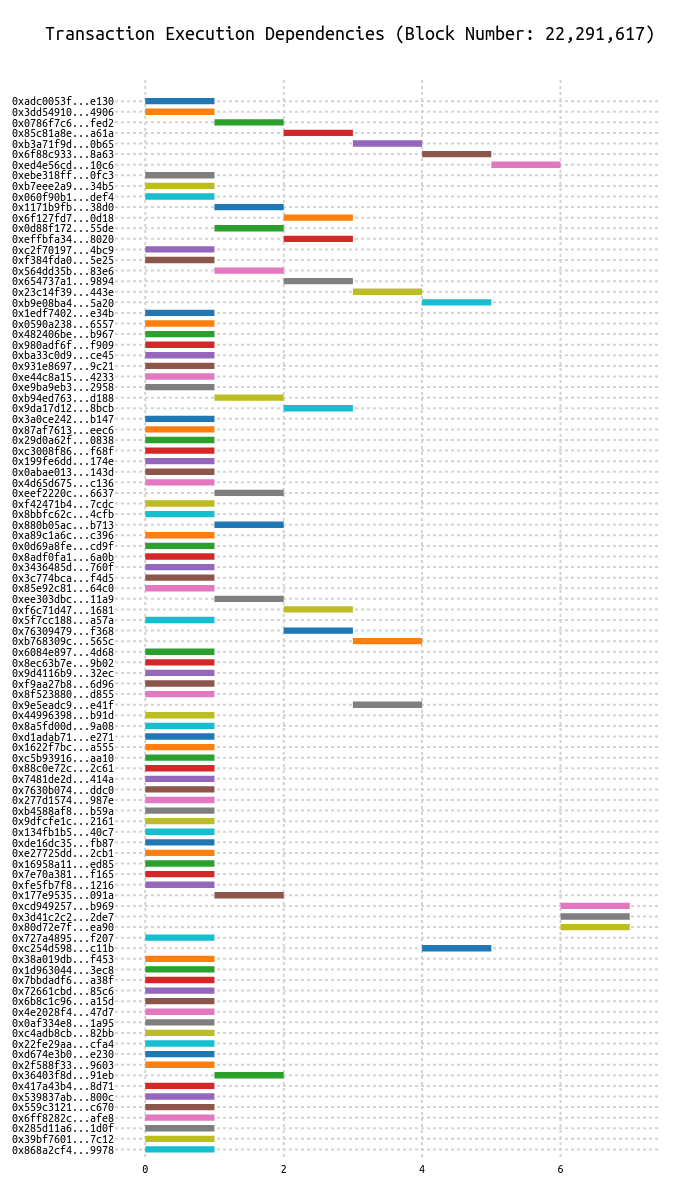 Transaction Execution Dependencies (Block Number: 22,291,617)
0xadc0053f...e130
0x3dd54910...4906
0x0786f7c6...fed2
0x85c81a8e...a61a
0xb3a71f9d...0b65
0x6f88c933...8a63
0xed4e56cd...10c6
0xebe318ff...0fc3
0xb7eee2a9...34b5
0x060f90b1...def4
0x1171b9fb...38d0
0x6f127fd7...0d18
0x0d88f172...55de
0xeffbfa34...8020
0xc2f70197...4bc9
0xf384fda0...5e25
0x564dd35b...83e6
0x654737a1...9894
0x23c14f39...443e
0xb9e08ba4...5a20
0x1edf7402...e34b
0x0590a238...6557
0x482406be...b967
0x980adf6f...f909
0xba33c0d9...ce45
0x931e8697...9c21
0xe44c8a15...4233
0xe9ba9eb3...2958
0xb94ed763...d188
0x9da17d12...8bcb
0x3a0ce242...b147
0x87af7613...eec6
0x29d0a62f...0838
0xc3008f86...f68f
0x199fe6dd...174e
0x0abae013...143d
0x4d65d675...c136
0xeef2220c...6637
0xf42471b4...7cdc
0x8bbfc62c...4cfb
0x880b05ac...b713
0xa89c1a6c...c396
0x0d69a8fe...cd9f
0x8adf0fa1...6a0b
0x3436485d...760f
0x3c774bca...f4d5
0x85e92c81...64c0
0xee303dbc...11a9
0xf6c71d47...1681
0x5f7cc188...a57a
0x76309479...f368
0xb768309c...565c
0x6084e897...4d68
0x8ec63b7e...9b02
0x9d4116b9...32ec
0xf9aa27b8...6d96
0x8f523880...d855
0x9e5eadc9...e41f
0x44996398...b91d
0x8a5fd00d...9a08
0xd1adab71...e271
0x1622f7bc...a555
0xc5b93916...aa10
0x88c0e72c...2c61
0x7481de2d...414a
0x7630b074...ddc0
0x277d1574...987e
0xb4588af8...b59a
0x9dfcfe1c...2161
0x134fb1b5...40c7
0xde16dc35...fb87
0xe27725dd...2cb1
0x16958a11...ed85
0x7e70a381...f165
0xfe5fb7f8...1216
0x177e9535...091a
0xcd949257...b969
0x3d41c2c2...2de7
0x80d72e7f...ea90
0x727a4895...f207
0xc254d598...c11b
0x38a019db...f453
0x1d963044...3ec8
0x7bbdadf6...a38f
0x72661cbd...85c6
0x6b8c1c96...a15d
0x4e2028f4...47d7
0x0af334e8...1a95
0xc4adb8cb...82bb
0x22fe29aa...cfa4
0xd674e3b0...e230
0x2f588f33...9603
0x36403f8d...91eb
0x417a43b4...8d71
0x539837ab...800c
0x559c3121...c670
0x6ff8282c...afe8
0x285d11a6...1d0f
0x39bf7601...7c12
0x868a2cf4...9978
0 2 4 6